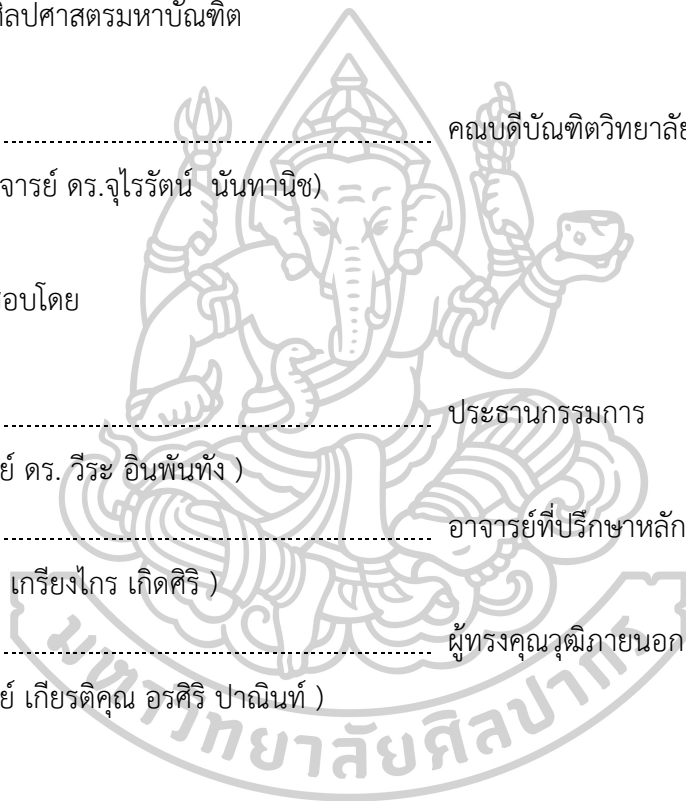 ศิลปศาสตรมหาบัณฑิต
คณบดีบัณฑิตวิทยาลัย
จารย์ ดร.จุไรรัตน์ นันทานิช)
สอบโดย
ประธานกรรมการ
ย์ ดร. วีระ อินพันทัง )
อาจารย์ที่ปรึกษาหลัก
เกรียงไกร เกิดศิริ )
ผู้ทรงคุณวุฒิภายนอก
ย์ เกียรติคุณ อรศิริ ปาณินท์ )
มหาวิทยาลัยศิลปากร